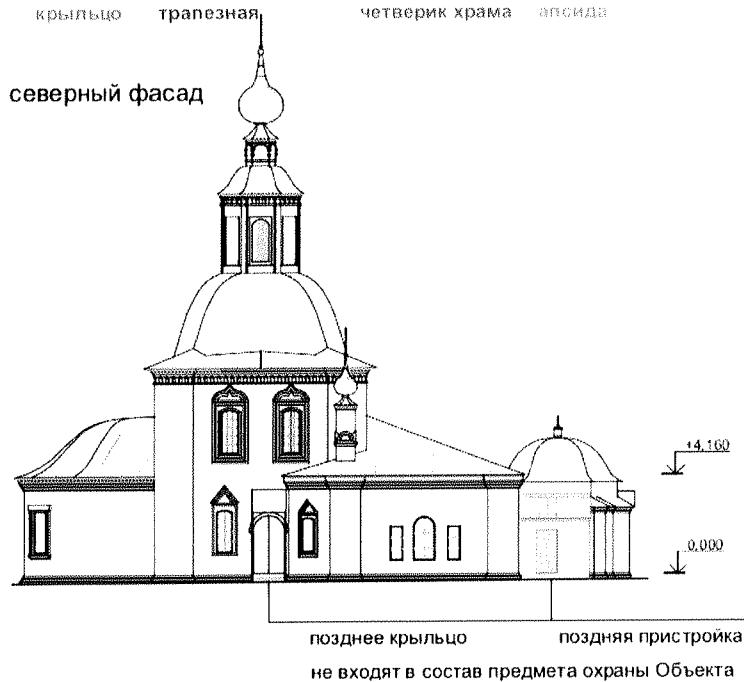 крыльцо трапезная четверик храма апсида
северный фасад
+4,160
0,000
позднее крыльцо поздняя пристройка
не входят в состав предмета охраны Объекта